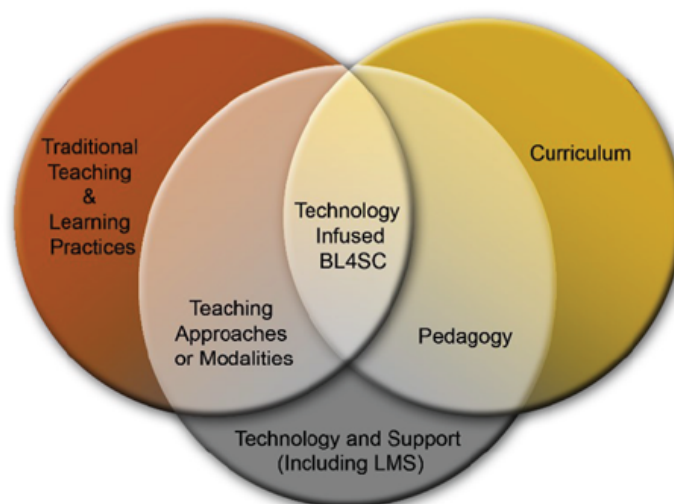 Traditional
Teaching
&
Learning
Practices
Curriculum
Technology
Infused
BL4SC
Teaching
Approaches
or Modalities
Pedagogy
Technology and Support
(Including LMS)